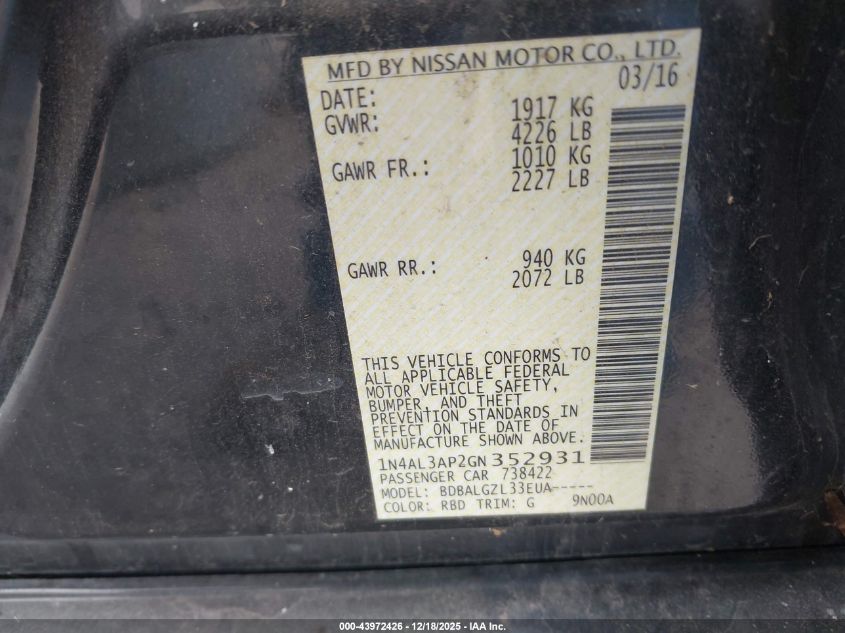 MFD BY NISSAN MOTOR CO., LTD.
DATE: 03/16
GVWR: 1917 KG
4226 LB
GAWR FR.: 1010 KG
2227 LB
GAWR RR.: 940 KG
2072 LB
THIS VEHICLE CONFORMS TO
ALL APPLICABLE FEDERAL
MOTOR VEHICLE SAFETY,
BUMPER, AND THEFT
PREVENTION STANDARDS IN
EFFECT ON THE DATE OF
MANUFACTURE SHOWN ABOVE.
1N4AL3AP2GN352931
PASSENGER CAR 738422
MODEL: BDBALGZL33EUA-----
COLOR: RBD TRIM: G 9N00A
000-43972426 - 12/18/2025 - IAA Inc.